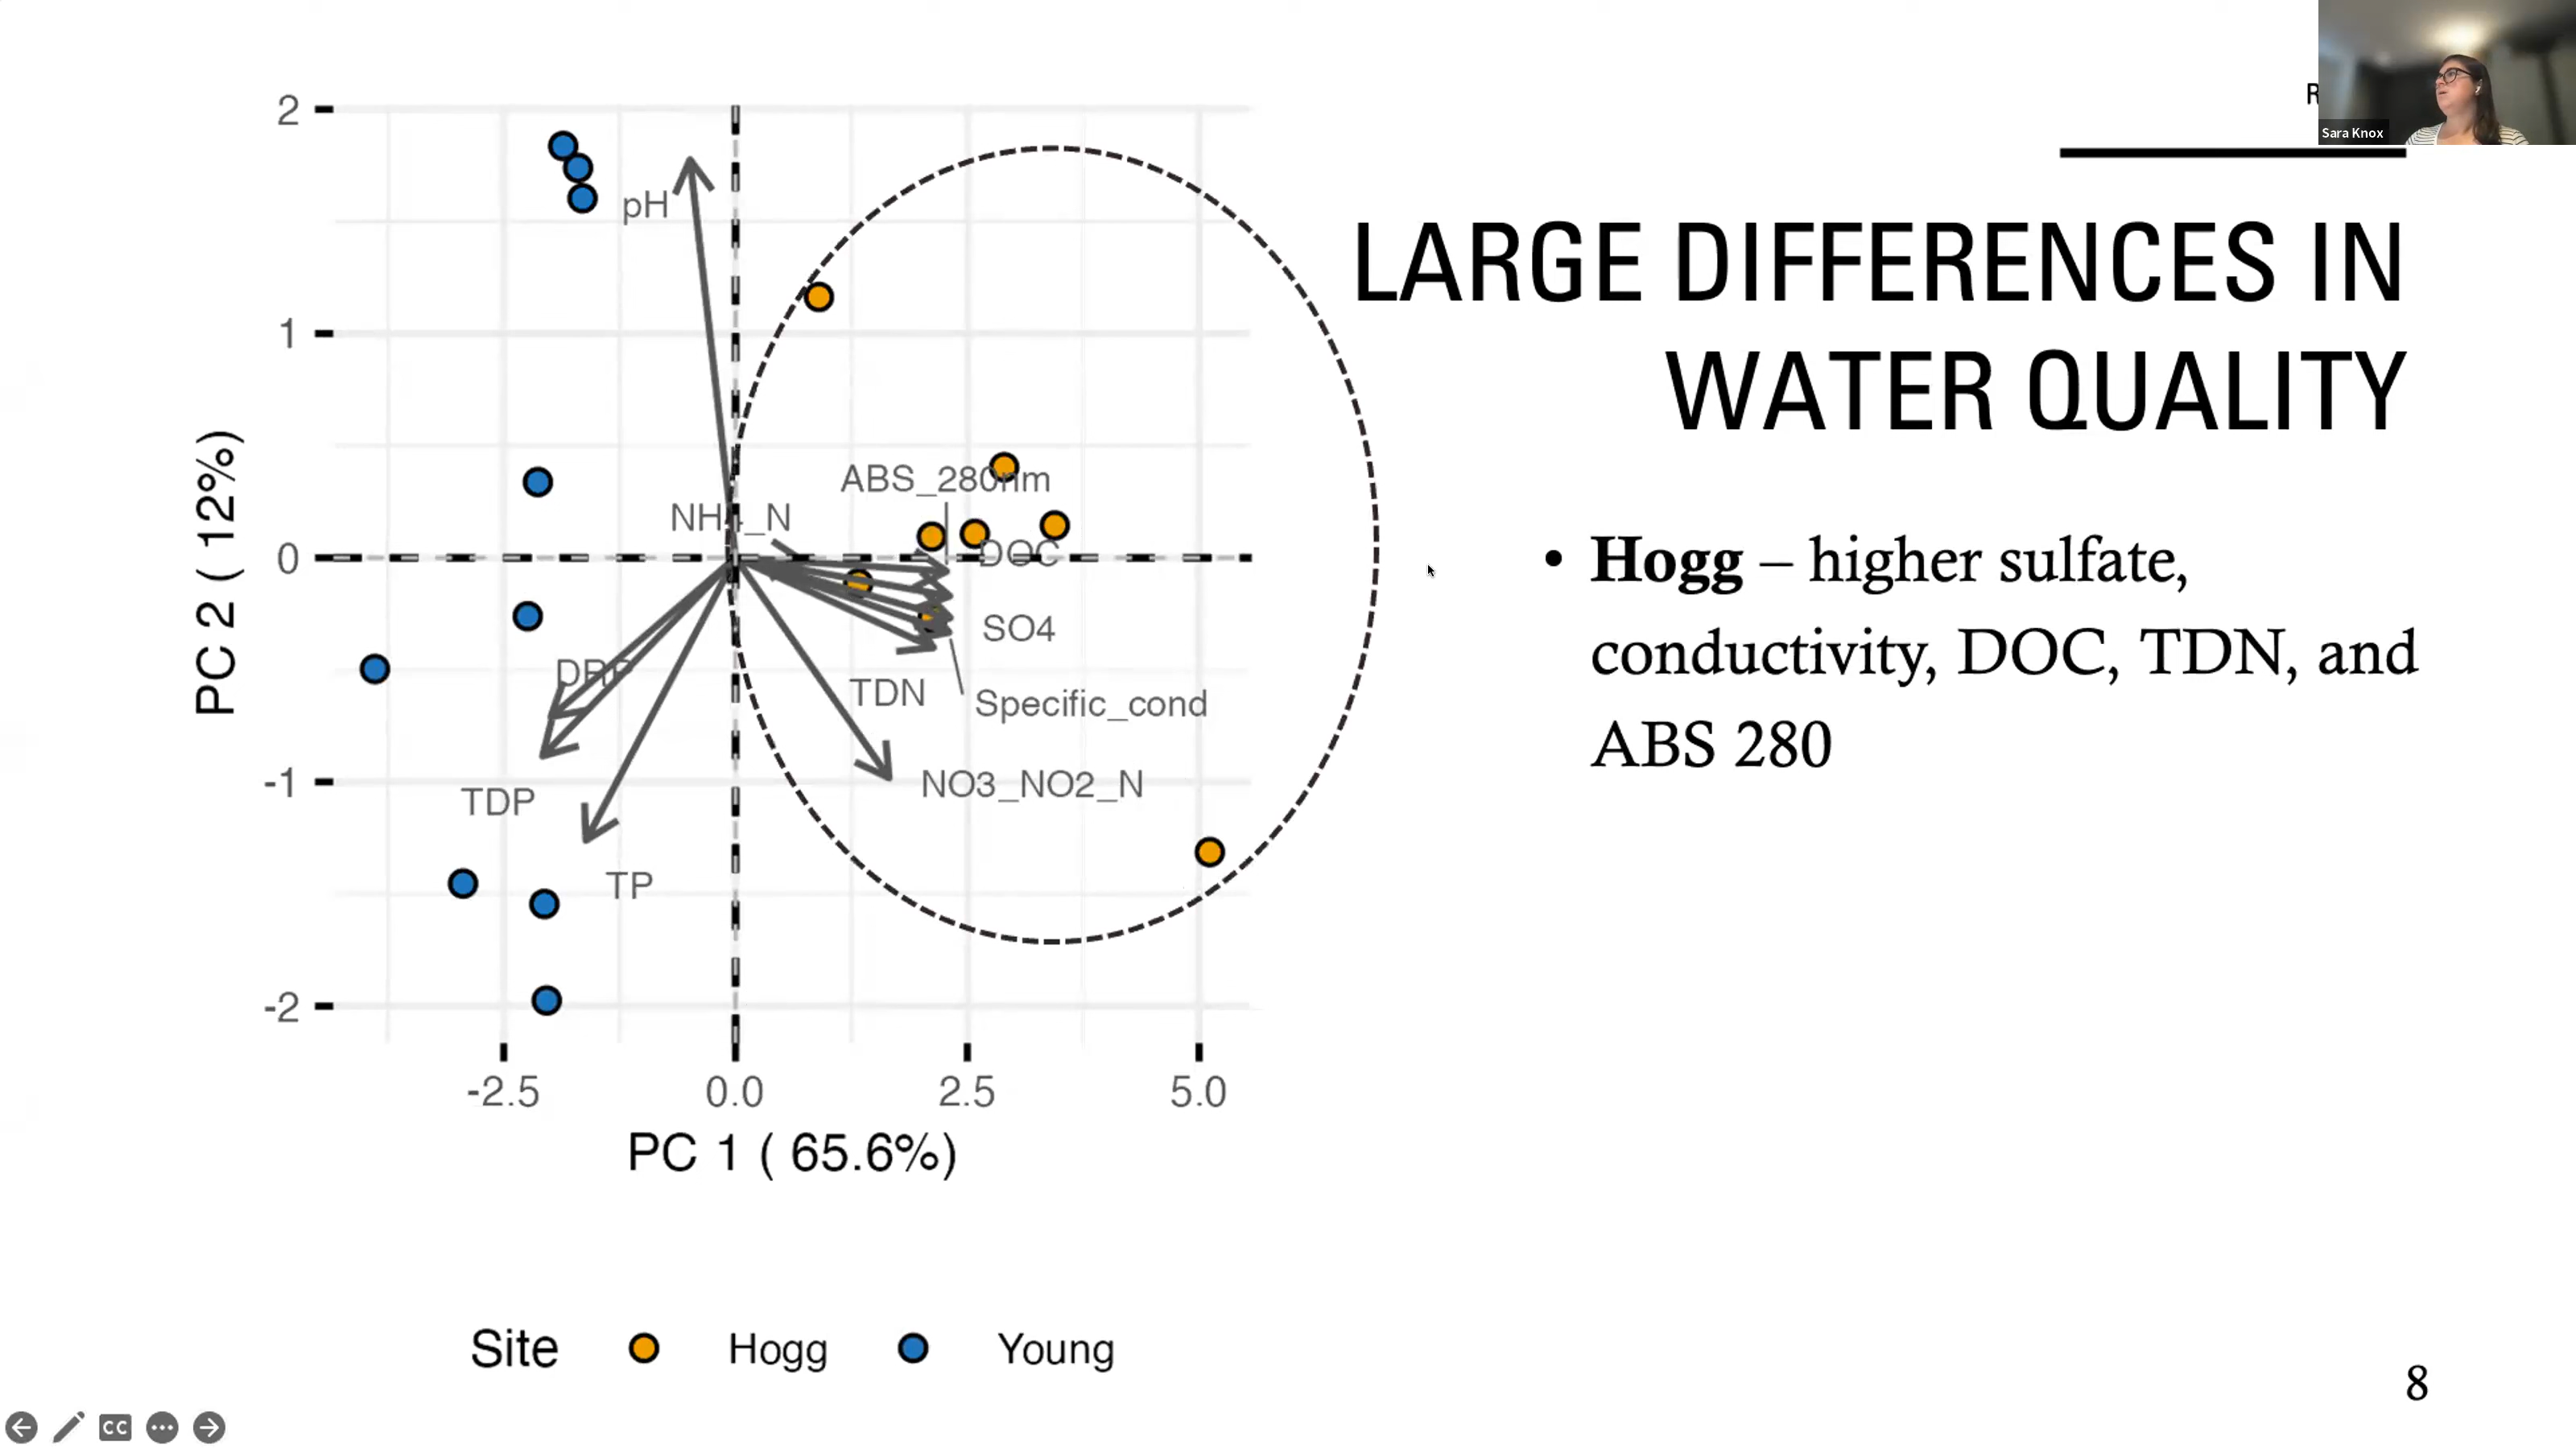 Sara Knox
LARGE DIFFERENCES IN
WATER QUALITY
• Hogg – higher sulfate,
conductivity, DOC, TDN, and
ABS 280
2
1
0
-1
-2
PC 2 ( 12%)
pH
ABS_280nm
NH4_N
DOC
SO4
DRP
TDN
Specific_cond
NO3_NO2_N
TDP
TP
-2.5 0.0 2.5 5.0
PC 1 ( 65.6%)
Site Hogg Young
8
CC